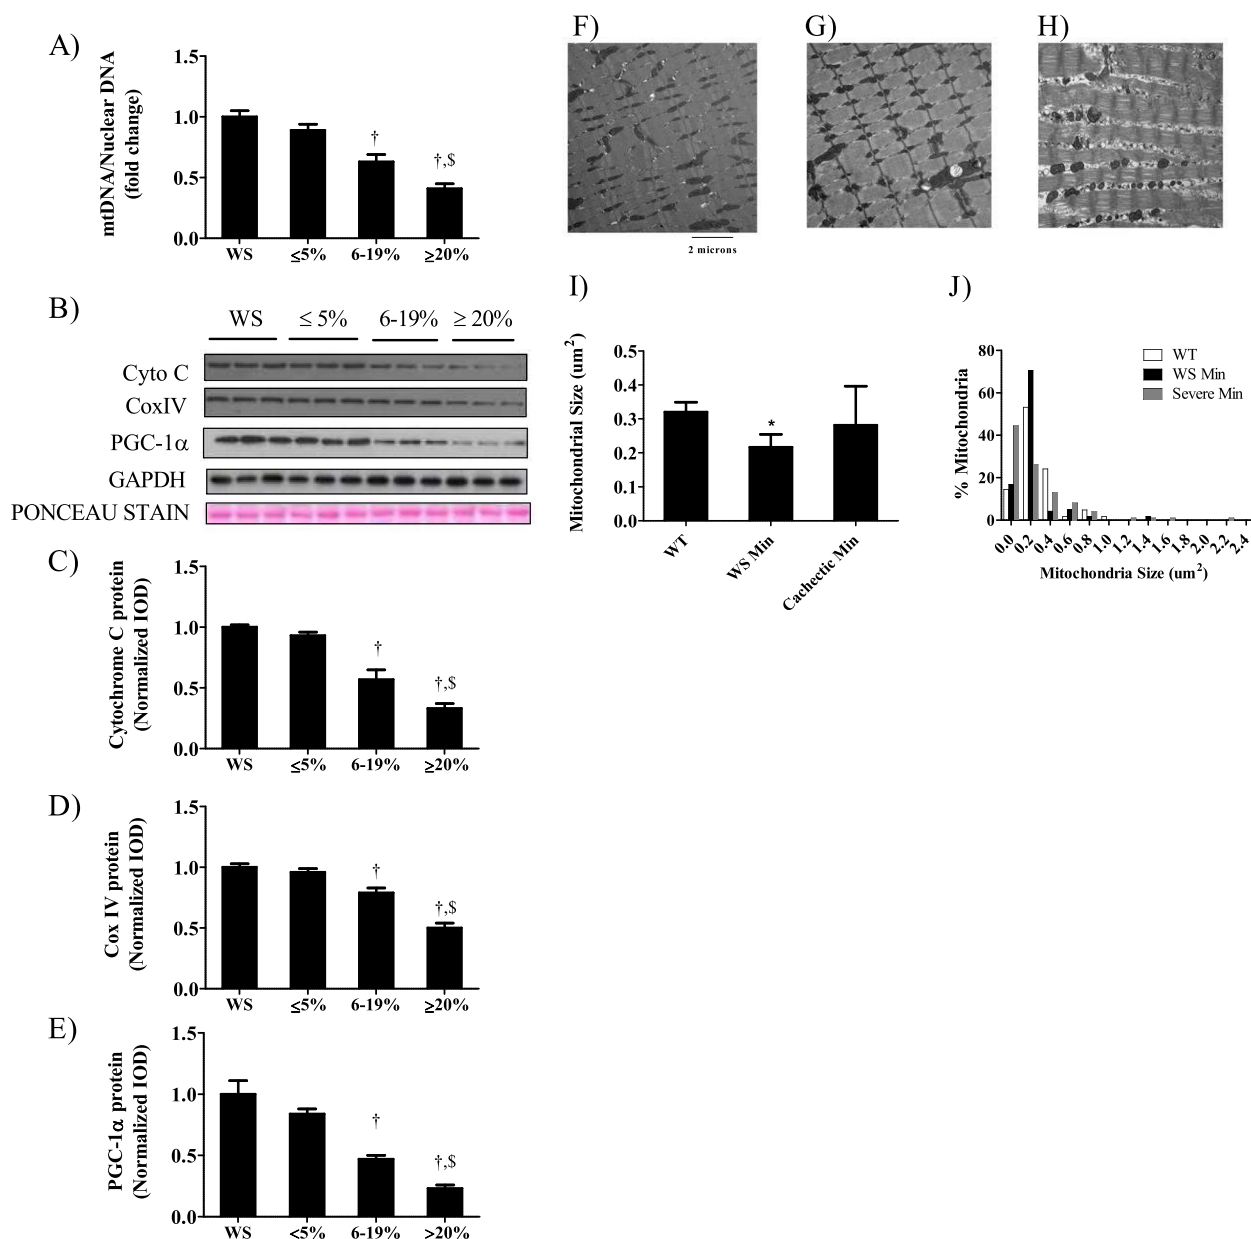 A)
mtDNA/Nuclear DNA
(fold change)
1.5
1.0
0.5
0.0
†
†,$
WS
≤5%
6-19%
≥20%
B)
WS
≤ 5%
6-19%
≥ 20%
Cyto C
CoxIV
PGC-1α
GAPDH
PONCEAU STAIN
C)
Cytochrome C protein
(Normalized IOD)
1.5
1.0
0.5
0.0
†
†,$
WS
≤5%
6-19%
≥20%
D)
Cox IV protein
(Normalized IOD)
1.5
1.0
0.5
0.0
†
†,$
WS
≤5%
6-19%
≥20%
E)
PGC-1α protein
(Normalized IOD)
1.5
1.0
0.5
0.0
†
†,$
WS
<5%
6-19%
>20%
F)
G)
H)
2 microns
I)
Mitochondrial Size (um²)
0.5
0.4
0.3
0.2
0.1
0.0
*
WT
WS Min
Cachectic Min
J)
% Mitochondria
80
60
40
20
0
WT
WS Min
Severe Min
0.0
0.2
0.4
0.6
0.8
1.0
1.2
1.4
1.6
1.8
2.0
2.2
2.4
Mitochondria Size (um²)